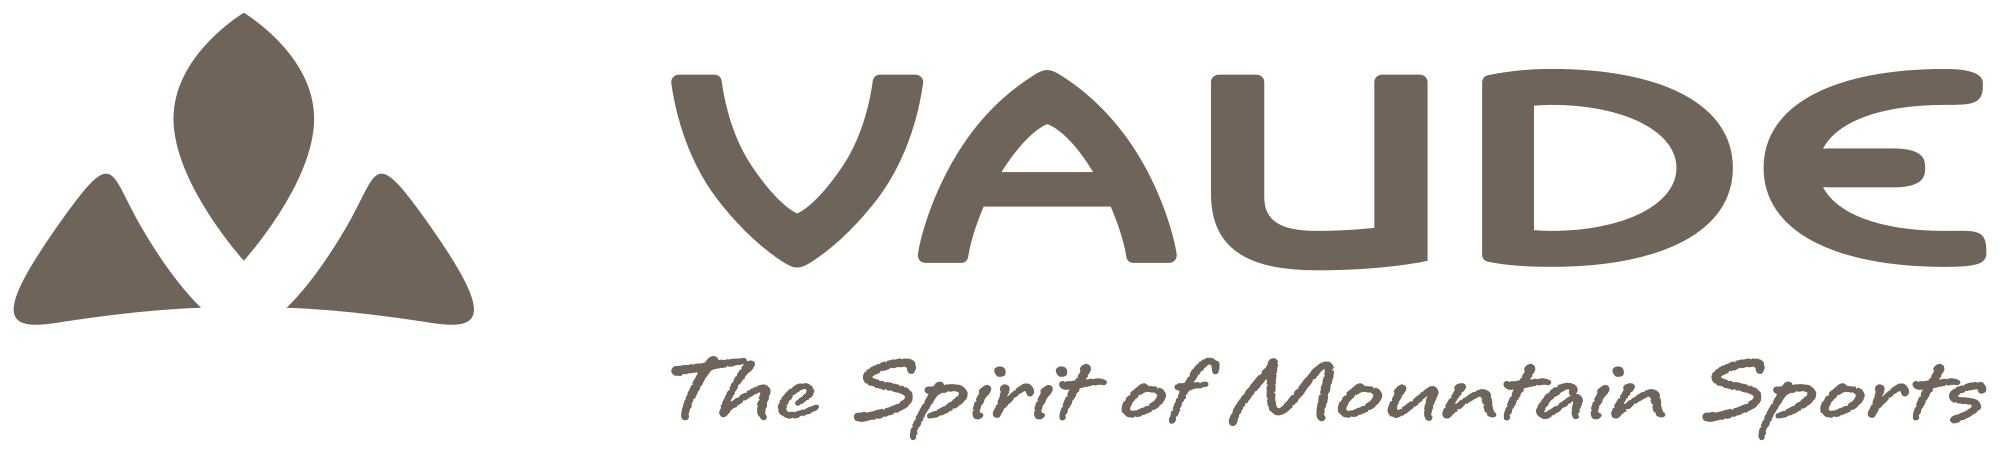 VAUDE
The Spirit of Mountain Sports